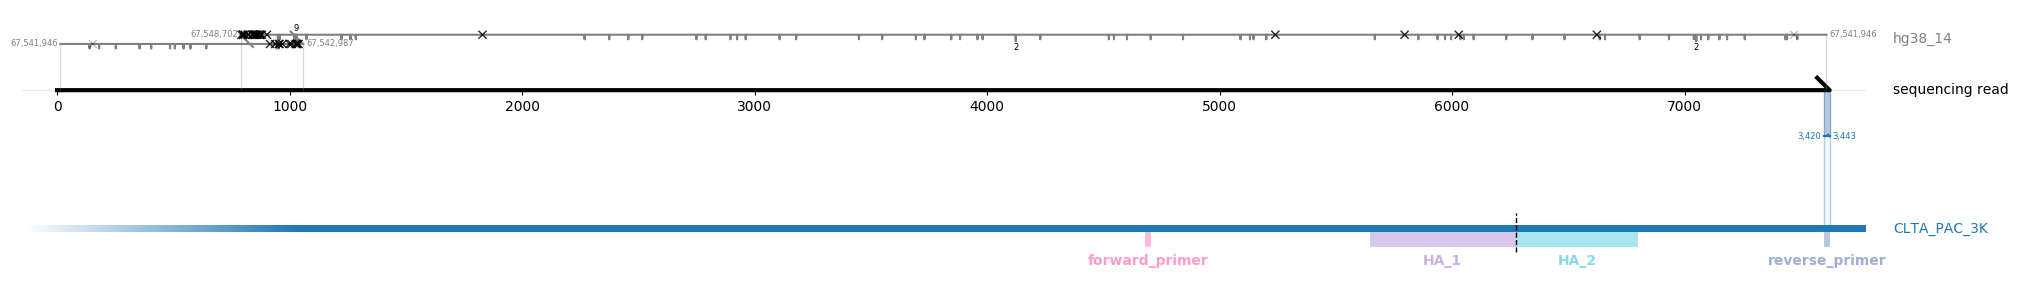 9
67,548,702
67,541,946
67,541,946
67,542,987
hg38_14
2
2
sequencing read
0 1000 2000 3000 4000 5000 6000 7000
3,420 3,443
CLTA_PAC_3K
forward_primer HA_1 HA_2 reverse_primer